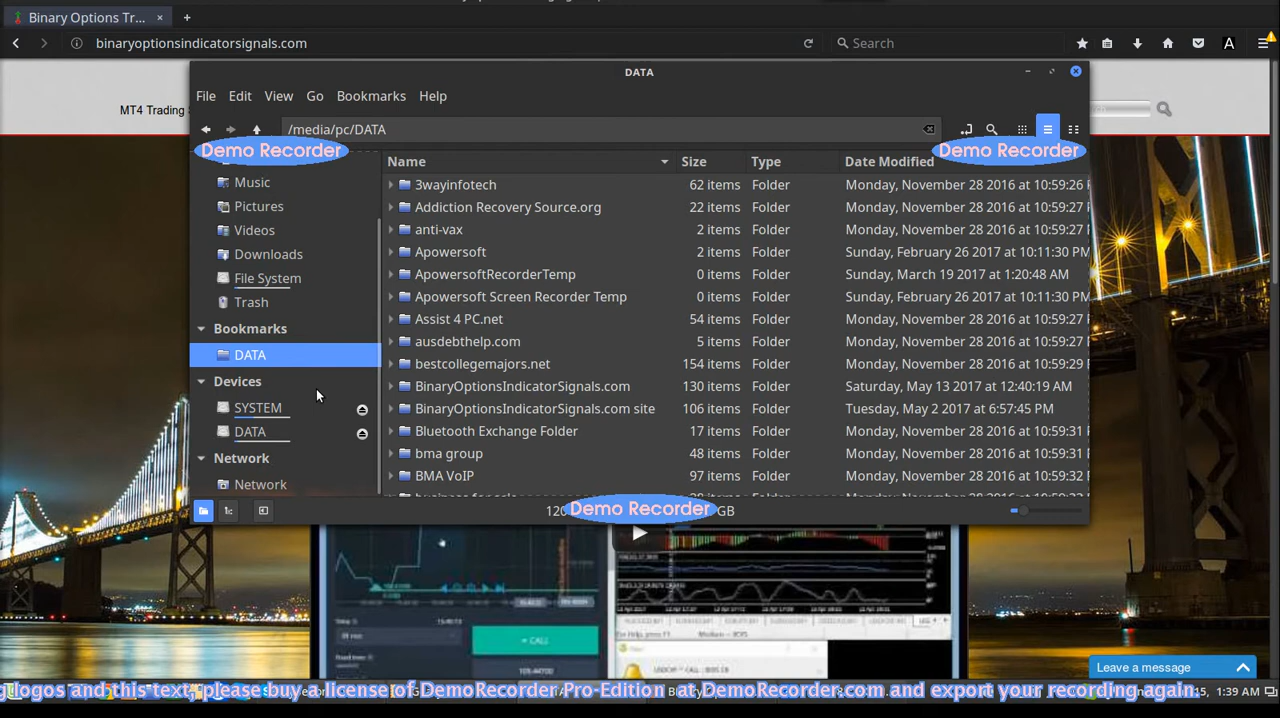 Binary Options Tr... × +
binaryoptionsindicatorsignals.com
Search
A
MT4 Trading
DATA
File Edit View Go Bookmarks Help
/media/pc/DATA
Demo Recorder
Demo Recorder
Music
Pictures
Videos
Downloads
File System
Trash
Bookmarks
DATA
Devices
SYSTEM
DATA
Network
Network
Name Size Type Date Modified
3wayinfotech 62 items Folder Monday, November 28 2016 at 10:59:26
Addiction Recovery Source.org 22 items Folder Monday, November 28 2016 at 10:59:27
anti-vax 2 items Folder Monday, November 28 2016 at 10:59:27
Apowersoft 2 items Folder Sunday, February 26 2017 at 10:11:30 PM
ApowersoftRecorderTemp 0 items Folder Sunday, March 19 2017 at 1:20:48 AM
Apowersoft Screen Recorder Temp 0 items Folder Sunday, February 26 2017 at 10:11:30 PM
Assist 4 PC.net 54 items Folder Monday, November 28 2016 at 10:59:27
ausdebthelp.com 5 items Folder Monday, November 28 2016 at 10:59:27
bestcollegemajors.net 154 items Folder Monday, November 28 2016 at 10:59:29
BinaryOptionsIndicatorSignals.com 130 items Folder Saturday, May 13 2017 at 12:40:19 AM
BinaryOptionsIndicatorSignals.com site 106 items Folder Tuesday, May 2 2017 at 6:57:45 PM
Bluetooth Exchange Folder 17 items Folder Monday, November 28 2016 at 10:59:31
bma group 48 items Folder Monday, November 28 2016 at 10:59:31
BMA VoIP 97 items Folder Monday, November 28 2016 at 10:59:32
120 Demo Recorder GB
CALL
For Help, press F1
Leave a message
logos and this text, please buy a license of DemoRecorder Pro-Edition at DemoRecorder.com and export your recording again.
1:39 AM